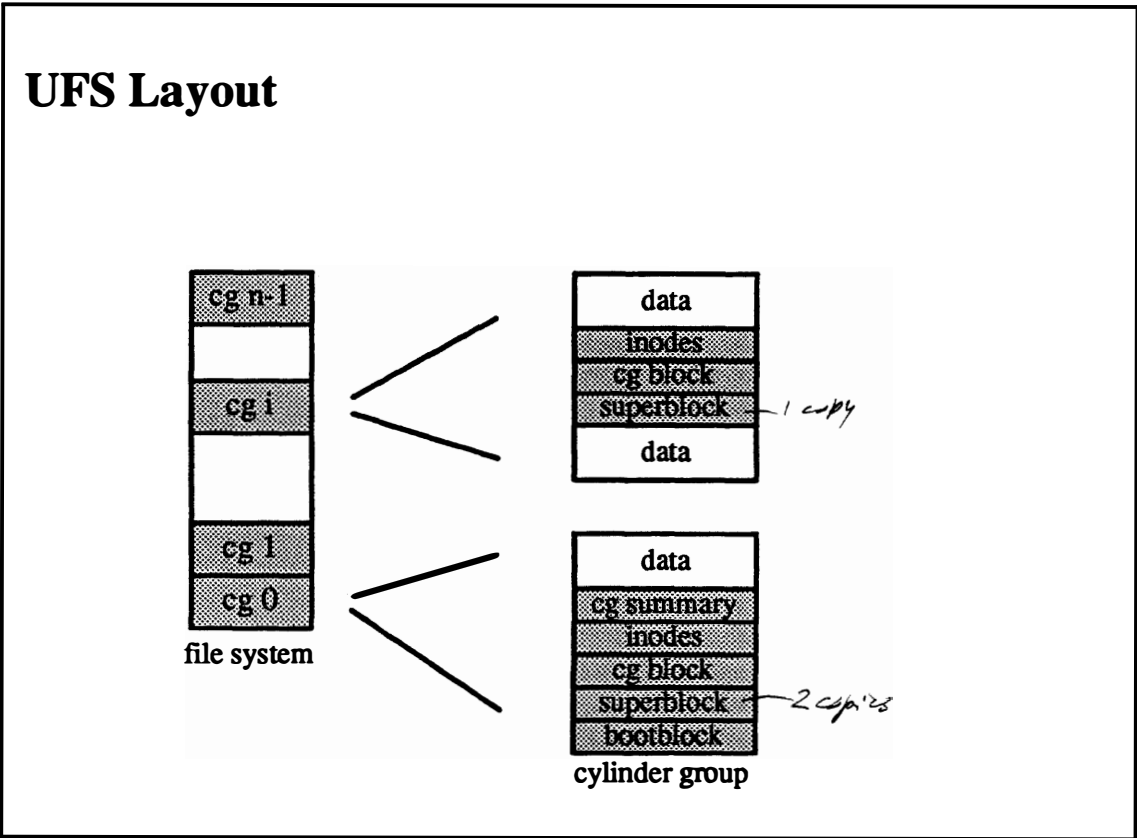 UFS Layout
cg n-1
cg i
cg 1
cg 0
file system
data
inodes
cg block
superblock
1 copy
data
data
cg summary
inodes
cg block
superblock
2 copies
bootblock
cylinder group